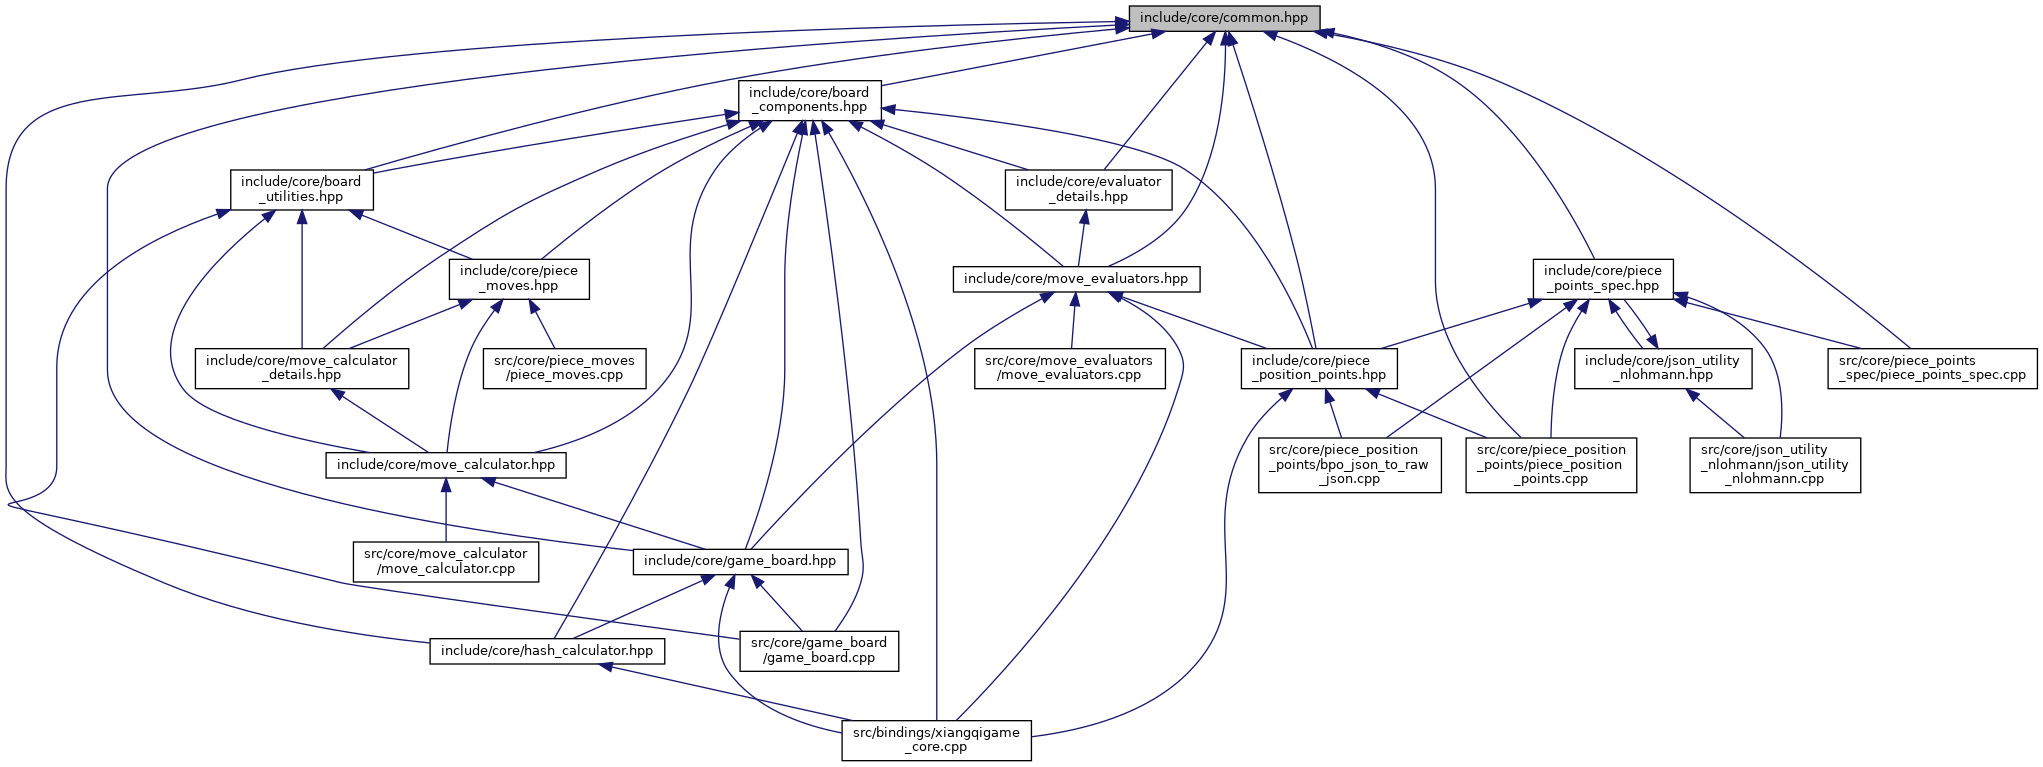 include/core/common.hpp
include/core/board
_components.hpp
include/core/board
_utilities.hpp
include/core/evaluator
_details.hpp
include/core/piece
_moves.hpp
include/core/move_evaluators.hpp
include/core/piece
_points_spec.hpp
include/core/move_calculator
_details.hpp
src/core/piece_moves
/piece_moves.cpp
src/core/move_evaluators
/move_evaluators.cpp
include/core/piece
_position_points.hpp
include/core/json_utility
_nlohmann.hpp
src/core/piece_points
_spec/piece_points_spec.cpp
include/core/move_calculator.hpp
src/core/piece_position
_points/bpo_json_to_raw
_json.cpp
src/core/piece_position
_points/piece_position
_points.cpp
src/core/json_utility
_nlohmann/json_utility
_nlohmann.cpp
src/core/move_calculator
/move_calculator.cpp
include/core/game_board.hpp
include/core/hash_calculator.hpp
src/core/game_board
/game_board.cpp
src/bindings/xiangqigame
_core.cpp